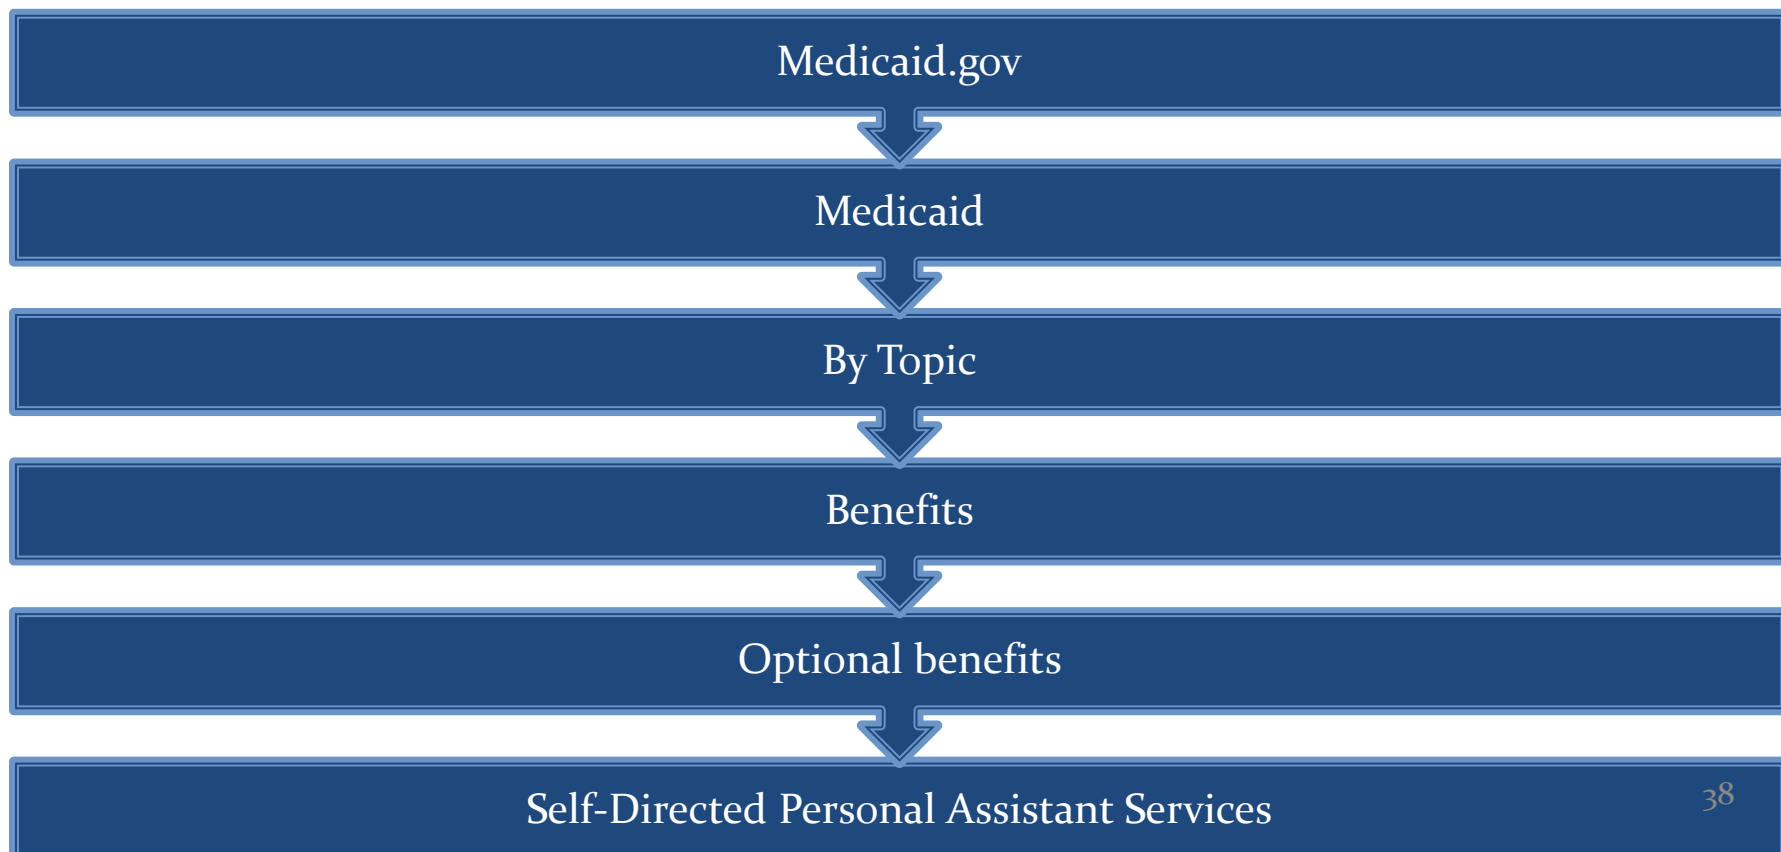 Medicaid.gov
Medicaid
By Topic
Benefits
Optional benefits
Self-Directed Personal Assistant Services
38